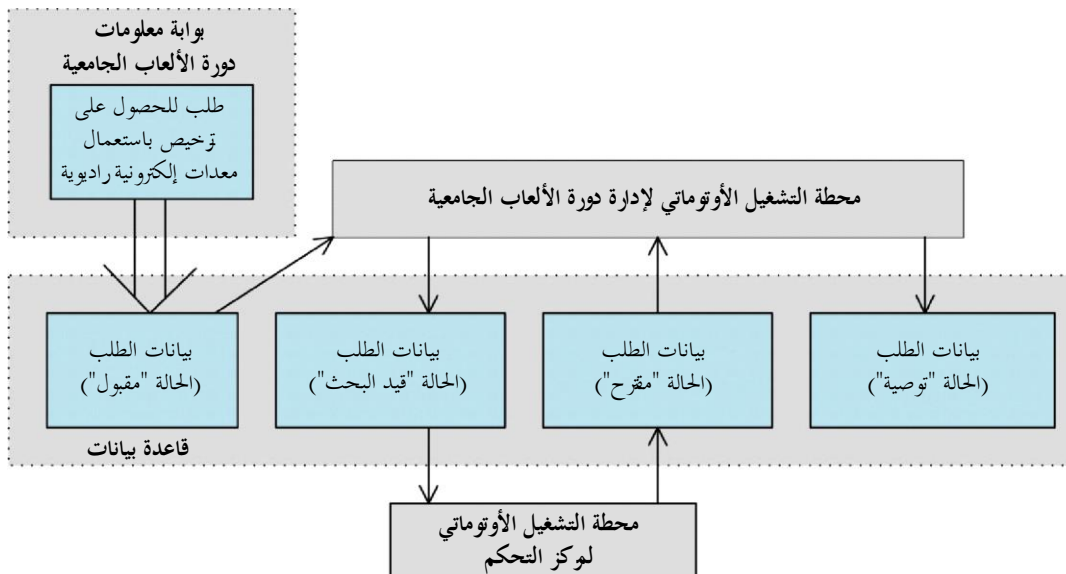 بوابة معلومات
دورة الألعاب الجامعية
طلب للحصول على
ترخيص باستعمال
معدات إلكترونية راديوية
محطة التشغيل الأوتوماتي لإدارة دورة الألعاب الجامعية
بيانات الطلب
(الحالة "مقبول")
بيانات الطلب
(الحالة "قيد البحث")
بيانات الطلب
(الحالة "مقترح")
بيانات الطلب
(الحالة "توصية")
قاعدة بيانات
محطة التشغيل الأوتوماتي
لمركز التحكم